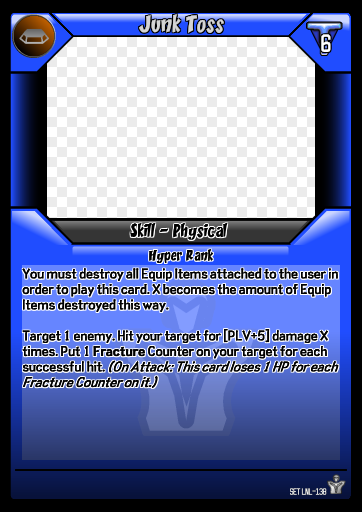 Junk Toss
6
Skill - Physical
Hyper Rank
You must destroy all Equip Items attached to the user in
order to play this card. X becomes the amount of Equip
Items destroyed this way.
Target 1 enemy. Hit your target for [PLV+5] damage X
times. Put 1 Fracture Counter on your target for each
successful hit. (On Attack: This card loses 1 HP for each
Fracture Counter on it.)
SET LNL-138